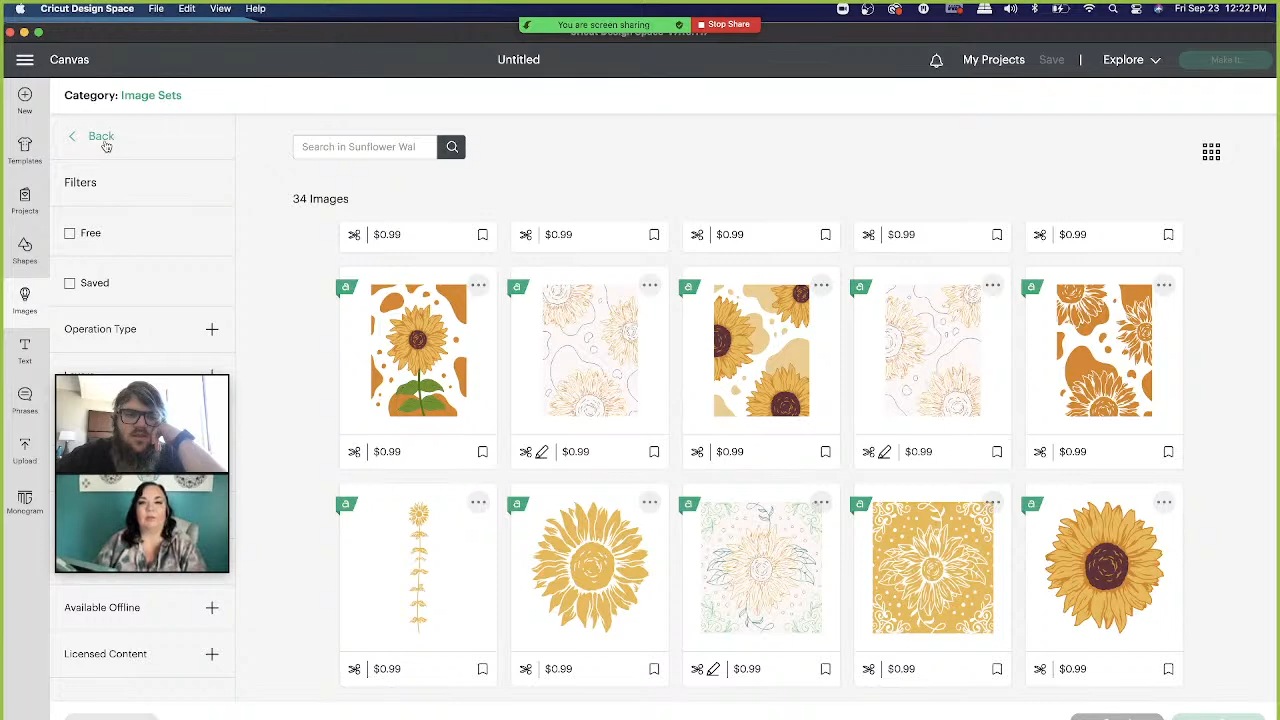 Cricut Design Space File Edit View Help
Fri Sep 23 12:22 PM
You are screen sharing
Stop Share
Canvas
Untitled
My Projects Save | Explore
Make It
Category: Image Sets
New
Templates
Projects
Shapes
Images
Text
Phrases
Upload
Monogram
Back
Filters
Free
Saved
Operation Type
Available Offline
Licensed Content
Search in Sunflower Wal
34 Images
$0.99 $0.99 $0.99 $0.99 $0.99
$0.99 $0.99 $0.99 $0.99 $0.99
$0.99 $0.99 $0.99 $0.99 $0.99